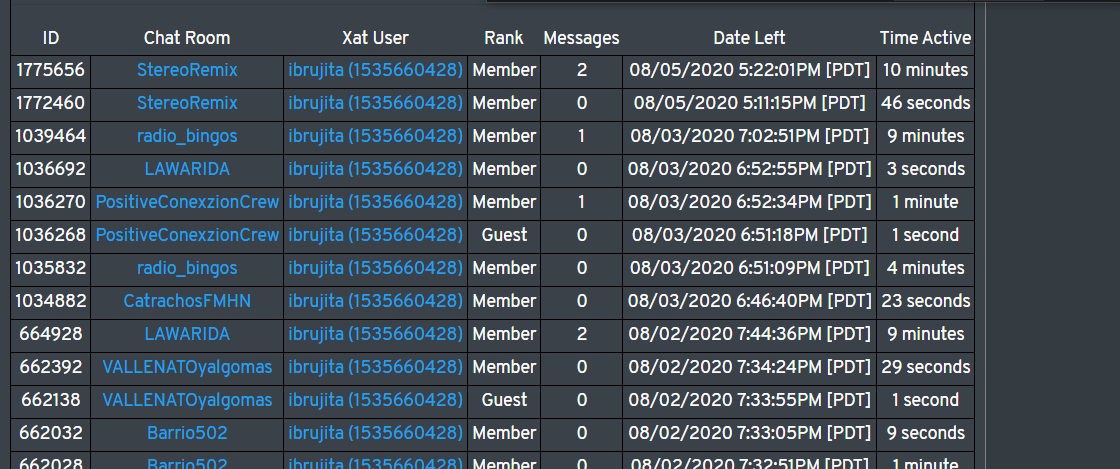 ID Chat Room Xat User Rank Messages Date Left Time Active
1775656 StereoRemix ibrujita (1535660428) Member 2 08/05/2020 5:22:01PM [PDT] 10 minutes
1772460 StereoRemix ibrujita (1535660428) Member 0 08/05/2020 5:11:15PM [PDT] 46 seconds
1039464 radio_bingos ibrujita (1535660428) Member 1 08/03/2020 7:02:51PM [PDT] 9 minutes
1036692 LAWARIDA ibrujita (1535660428) Member 0 08/03/2020 6:52:55PM [PDT] 3 seconds
1036270 PositiveConexzionCrew ibrujita (1535660428) Member 1 08/03/2020 6:52:34PM [PDT] 1 minute
1036268 PositiveConexzionCrew ibrujita (1535660428) Guest 0 08/03/2020 6:51:18PM [PDT] 1 second
1035832 radio_bingos ibrujita (1535660428) Member 0 08/03/2020 6:51:09PM [PDT] 4 minutes
1034882 CatrachosFMHN ibrujita (1535660428) Member 0 08/03/2020 6:46:40PM [PDT] 23 seconds
664928 LAWARIDA ibrujita (1535660428) Member 2 08/02/2020 7:44:36PM [PDT] 9 minutes
662392 VALLENATOyalgomas ibrujita (1535660428) Member 0 08/02/2020 7:34:24PM [PDT] 29 seconds
662138 VALLENATOyalgomas ibrujita (1535660428) Guest 0 08/02/2020 7:33:55PM [PDT] 1 second
662032 Barrio502 ibrujita (1535660428) Member 0 08/02/2020 7:33:05PM [PDT] 9 seconds
662028 Barrio502 ibrujita (1535660428) Member 0 08/02/2020 7:32:51PM [PDT] 1 minute